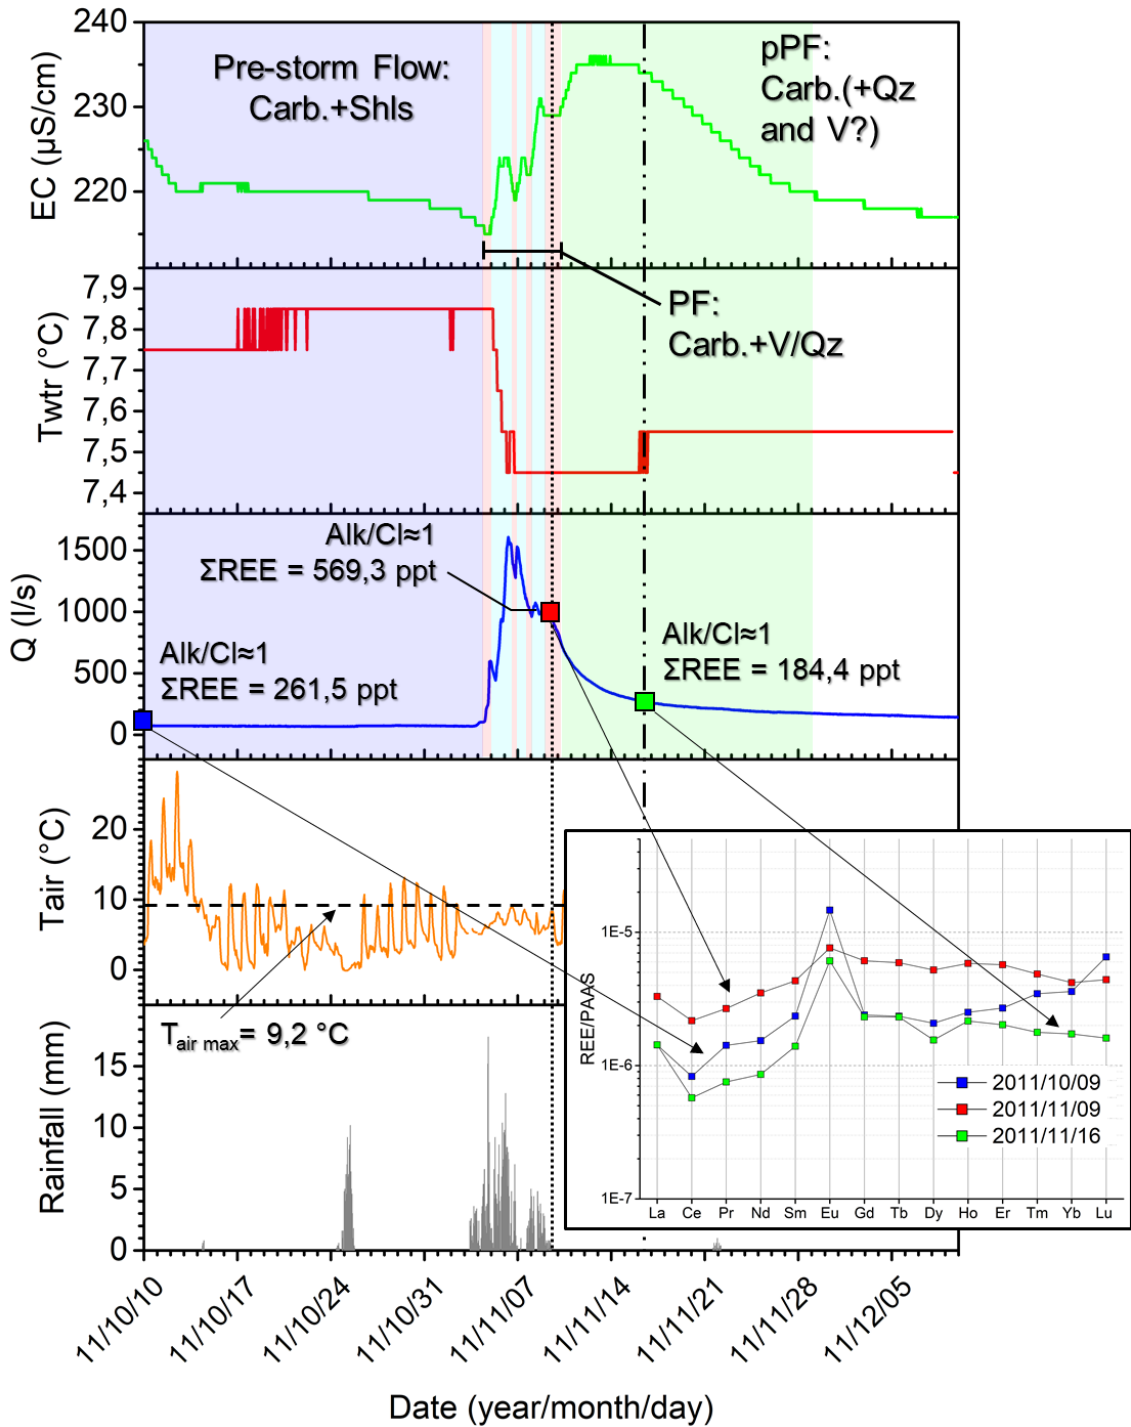 240
230
220
EC (µS/cm)
Pre-storm Flow:
Carb.+Shls
pPF:
Carb.(+Qz
and V?)
PF:
Carb.+V/Qz
7,9
7,8
7,7
7,6
7,5
7,4
Twtr (°C)
1500
1000
500
0
Q (l/s)
Alk/Cl≈1
ΣREE = 569,3 ppt
Alk/Cl≈1
ΣREE = 261,5 ppt
Alk/Cl≈1
ΣREE = 184,4 ppt
20
10
0
Tair (°C)
Tair max= 9,2 °C
15
10
5
0
Rainfall (mm)
1E-5
1E-6
1E-7
REE/PAAS
2011/10/09
2011/11/09
2011/11/16
La Ce Pr Nd Sm Eu Gd Tb Dy Ho Er Tm Yb Lu
11/10/10
11/10/17
11/10/24
11/10/31
11/11/07
11/11/14
11/11/21
11/11/28
11/12/05
Date (year/month/day)